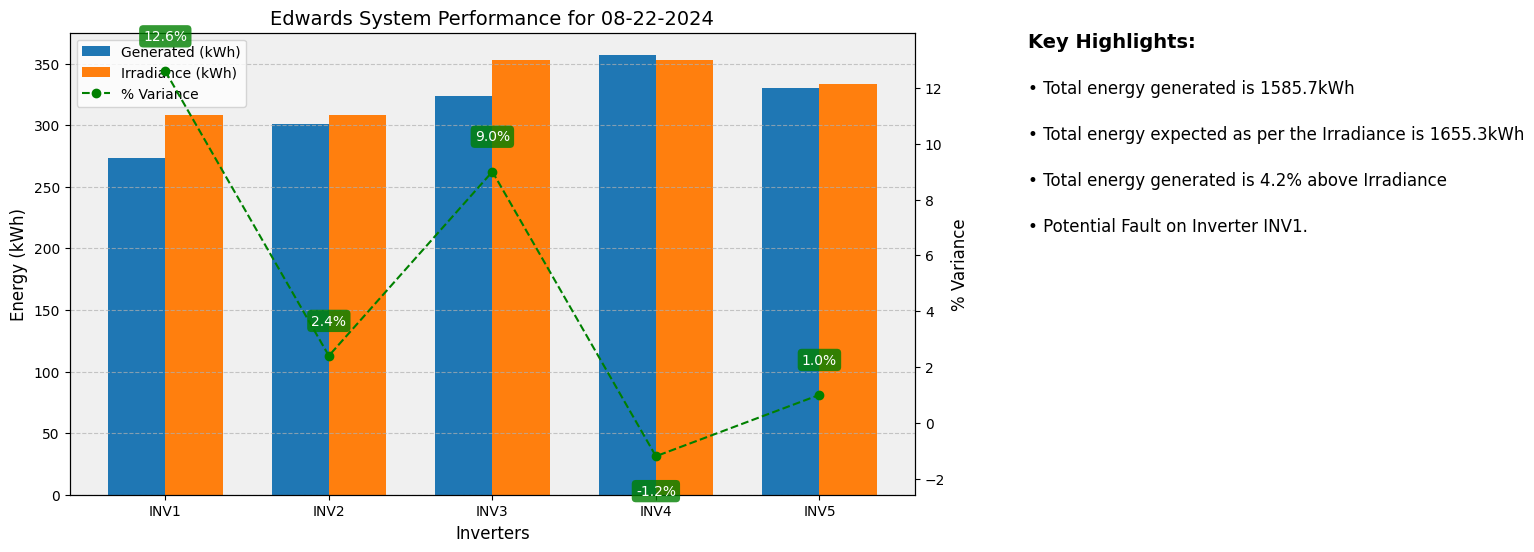 Edwards System Performance for 08-22-2024
12.6%
Generated (kWh)
Irradiance (kWh)
% Variance
2.4%
9.0%
-1.2%
1.0%
Energy (kWh)
350
300
250
200
150
100
50
0
INV1
INV2
INV3
INV4
INV5
Inverters
12
10
8
6
4
2
0
−2
% Variance
Key Highlights:
• Total energy generated is 1585.7kWh
• Total energy expected as per the Irradiance is 1655.3kWh
• Total energy generated is 4.2% above Irradiance
• Potential Fault on Inverter INV1.